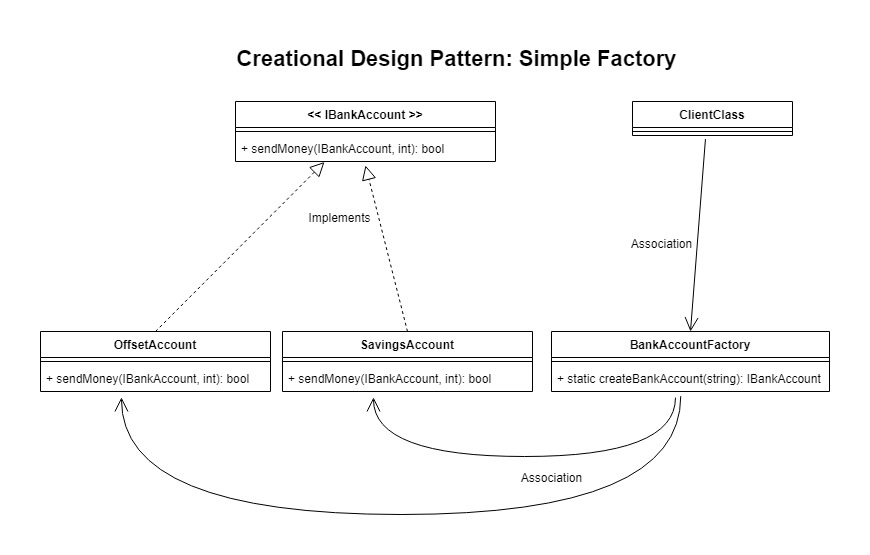 Creational Design Pattern: Simple Factory
<< IBankAccount >>
+ sendMoney(IBankAccount, int): bool
ClientClass
Implements
Association
OffsetAccount
+ sendMoney(IBankAccount, int): bool
SavingsAccount
+ sendMoney(IBankAccount, int): bool
BankAccountFactory
+ static createBankAccount(string): IBankAccount
Association